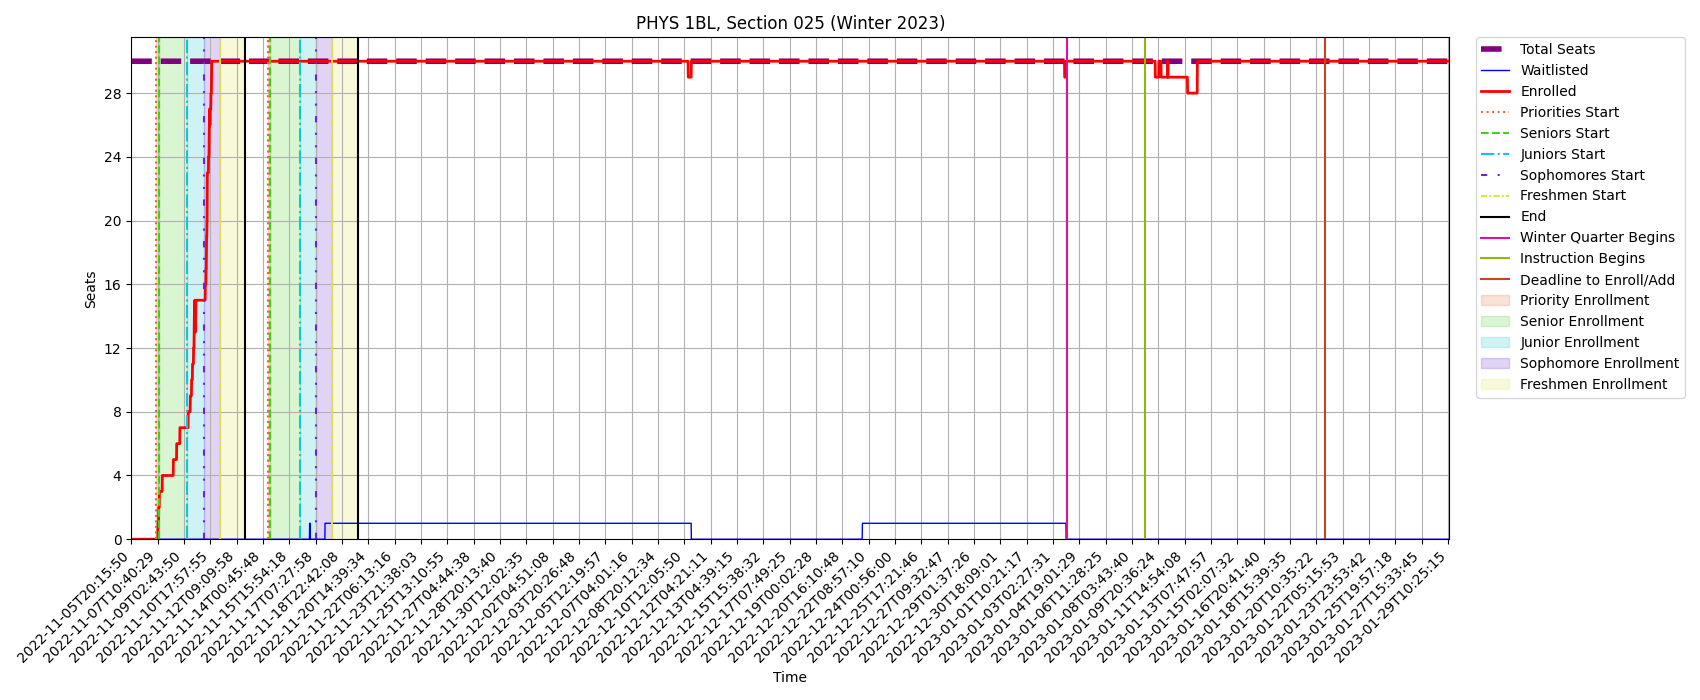 PHYS 1BL, Section 025 (Winter 2023)
Seats
28
24
20
16
12
8
4
0
2022-11-05T20:15:50
2022-11-07T10:40:29
2022-11-09T02:43:50
2022-11-10T17:57:55
2022-11-12T09:09:58
2022-11-14T00:45:48
2022-11-15T15:54:18
2022-11-17T07:27:58
2022-11-18T22:42:08
2022-11-20T14:39:34
2022-11-22T06:13:16
2022-11-23T21:38:03
2022-11-25T13:10:55
2022-11-27T04:44:38
2022-11-28T20:13:40
2022-11-30T12:02:35
2022-12-02T04:51:08
2022-12-03T20:26:48
2022-12-05T12:19:57
2022-12-07T04:01:16
2022-12-08T20:12:34
2022-12-10T12:05:50
2022-12-12T04:21:11
2022-12-13T04:39:15
2022-12-15T15:38:32
2022-12-17T07:49:25
2022-12-19T00:02:28
2022-12-20T16:10:48
2022-12-22T08:57:10
2022-12-24T00:56:00
2022-12-25T17:21:46
2022-12-27T09:32:47
2022-12-29T01:37:26
2022-12-30T18:09:01
2023-01-01T10:21:17
2023-01-03T02:27:31
2023-01-04T19:01:29
2023-01-06T11:28:25
2023-01-08T03:43:40
2023-01-09T20:36:24
2023-01-11T14:54:08
2023-01-13T07:47:57
2023-01-15T02:07:32
2023-01-16T20:41:40
2023-01-18T15:39:35
2023-01-20T10:35:22
2023-01-22T05:15:53
2023-01-23T23:53:42
2023-01-25T19:57:18
2023-01-27T15:33:45
2023-01-29T10:25:15
Time
Total Seats
Waitlisted
Enrolled
Priorities Start
Seniors Start
Juniors Start
Sophomores Start
Freshmen Start
End
Winter Quarter Begins
Instruction Begins
Deadline to Enroll/Add
Priority Enrollment
Senior Enrollment
Junior Enrollment
Sophomore Enrollment
Freshmen Enrollment